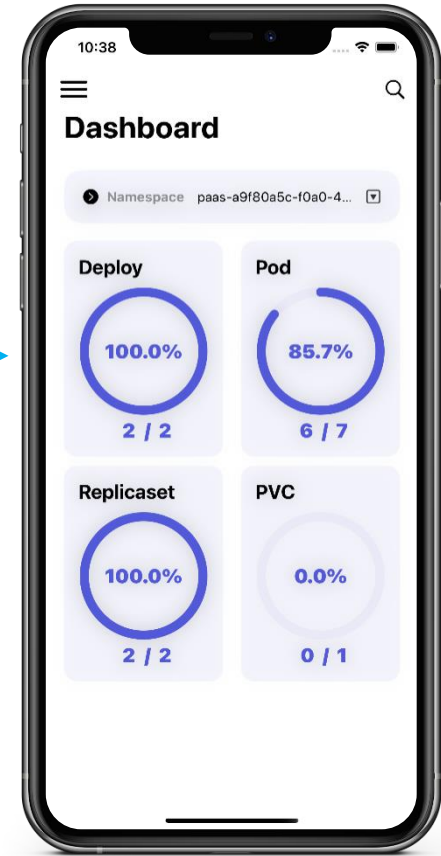 10:38
Dashboard
Namespace paas-a9f80a5c-f0a0-4...
Deploy
Pod
100.0%
85.7%
2 / 2
6 / 7
Replicaset
PVC
100.0%
0.0%
2 / 2
0 / 1